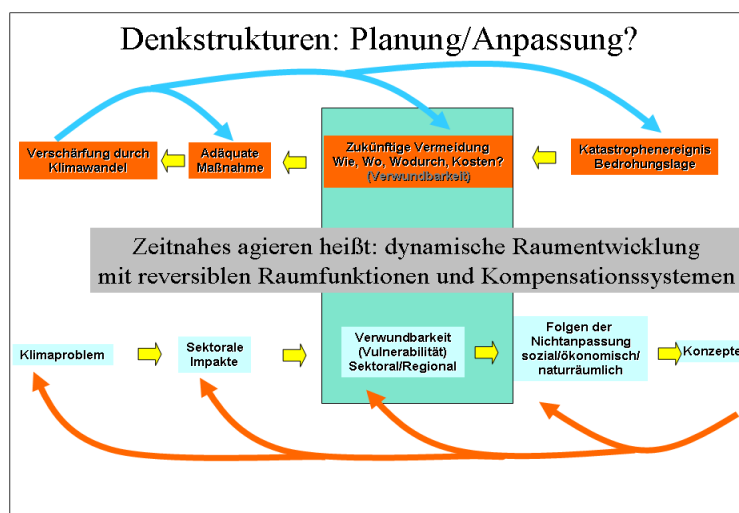 Denkstrukturen: Planung/Anpassung?
Verschärfung durch
Klimawandel
Adäquate
Maßnahme
Zukünftige Vermeidung
Wie, Wo, Wodurch, Kosten?
(Verwundbarkeit)
Katastrophenereignis
Bedrohungslage
Zeitnahes agieren heißt: dynamische Raumentwicklung
mit reversiblen Raumfunktionen und Kompensationssystemen
Klimaproblem
Sektorale
Impakte
Verwundbarkeit
(Vulnerabilität)
Sektoral/Regional
Folgen der
Nichtanpassung
sozial/ökonomisch/
naturräumlich
Konzepte